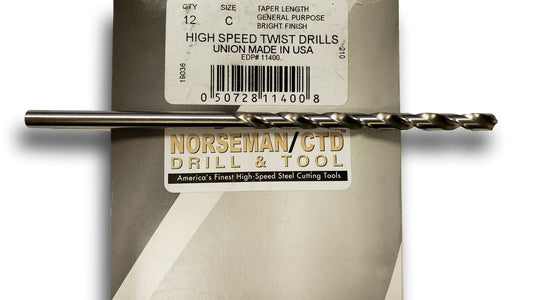 QTY SIZE TAPER LENGTH
12 C GENERAL PURPOSE
BRIGHT FINISH
HIGH SPEED TWIST DRILLS
UNION MADE IN USA
EDP# 11400
19036
210
0 50728 11400 8
NORSEMAN/CTD
DRILL & TOOL
America's Finest High-Speed Steel Cutting Tools